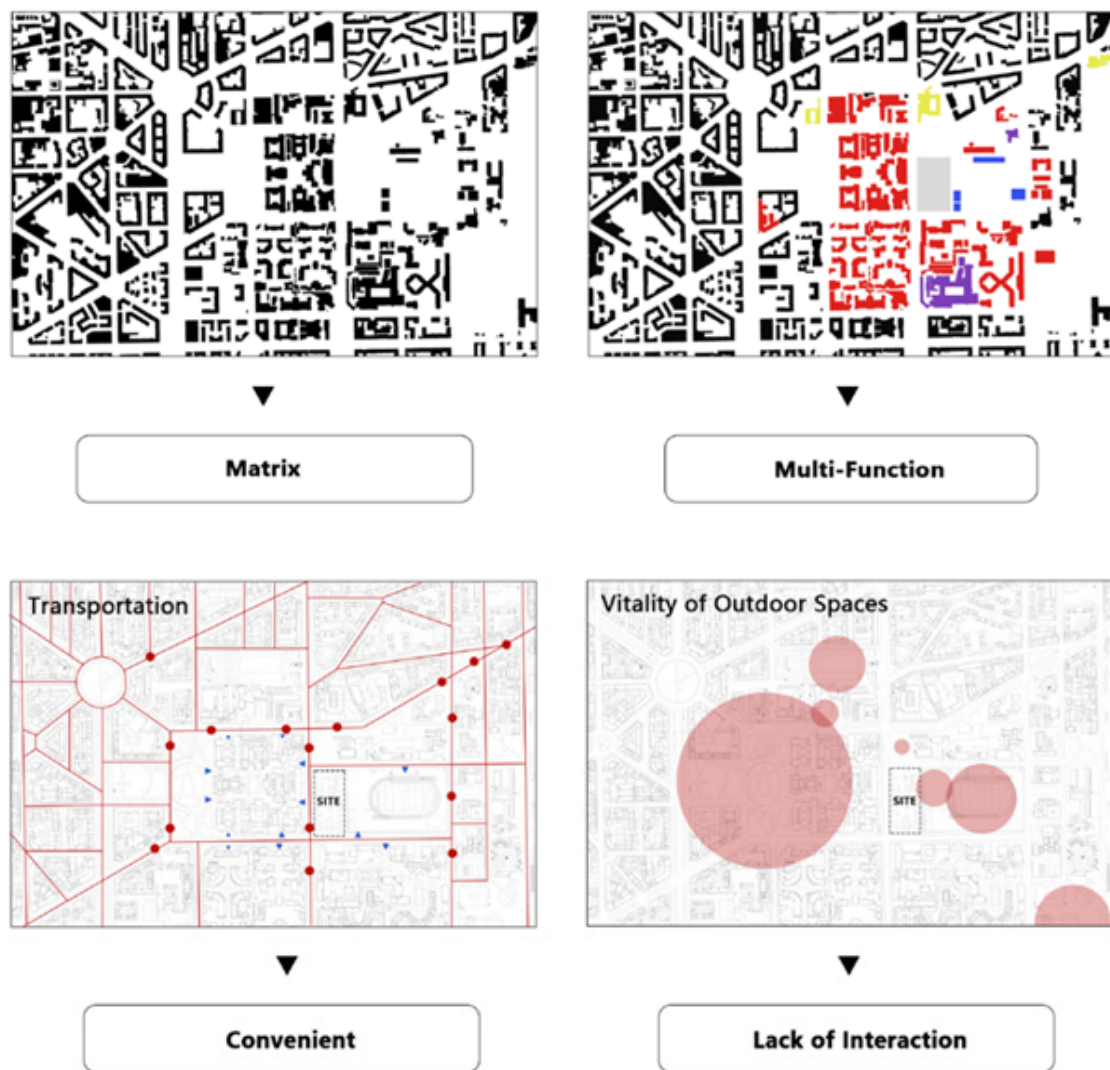 Matrix
Multi-Function
Transportation
SITE
Vitality of Outdoor Spaces
SITE
Convenient
Lack of Interaction